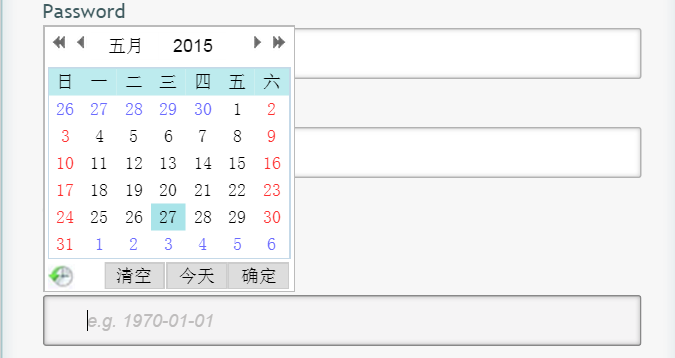 Password
五月 2015
日 一 二 三 四 五 六
26 27 28 29 30 1 2
3 4 5 6 7 8 9
10 11 12 13 14 15 16
17 18 19 20 21 22 23
24 25 26 27 28 29 30
31 1 2 3 4 5 6
清空 今天 确定
e.g. 1970-01-01